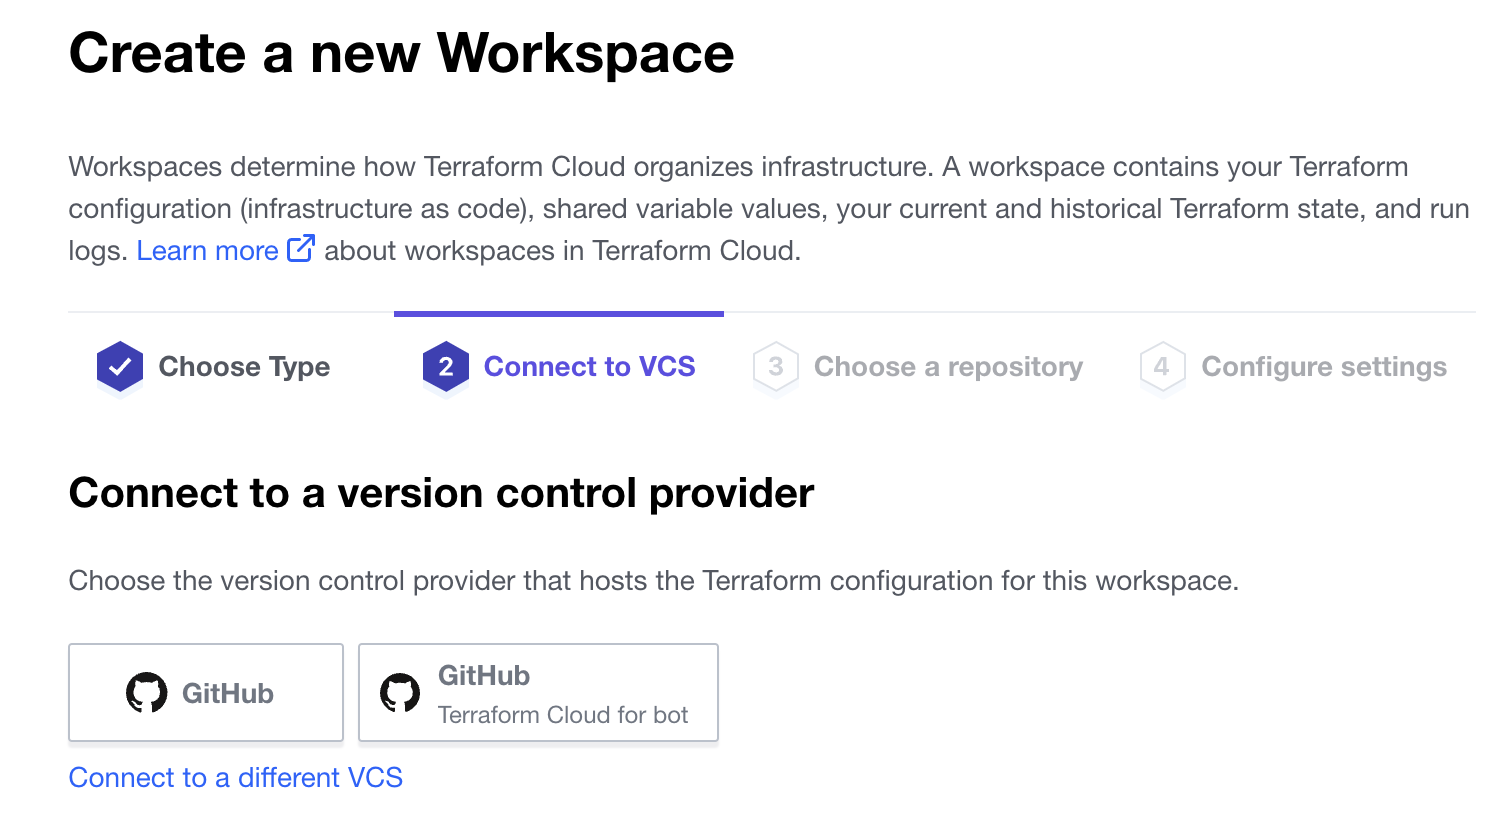 Create a new Workspace
Workspaces determine how Terraform Cloud organizes infrastructure. A workspace contains your Terraform
configuration (infrastructure as code), shared variable values, your current and historical Terraform state, and run
logs. Learn more about workspaces in Terraform Cloud.
Choose Type
2 Connect to VCS
3 Choose a repository
4 Configure settings
Connect to a version control provider
Choose the version control provider that hosts the Terraform configuration for this workspace.
GitHub
GitHub
Terraform Cloud for bot
Connect to a different VCS